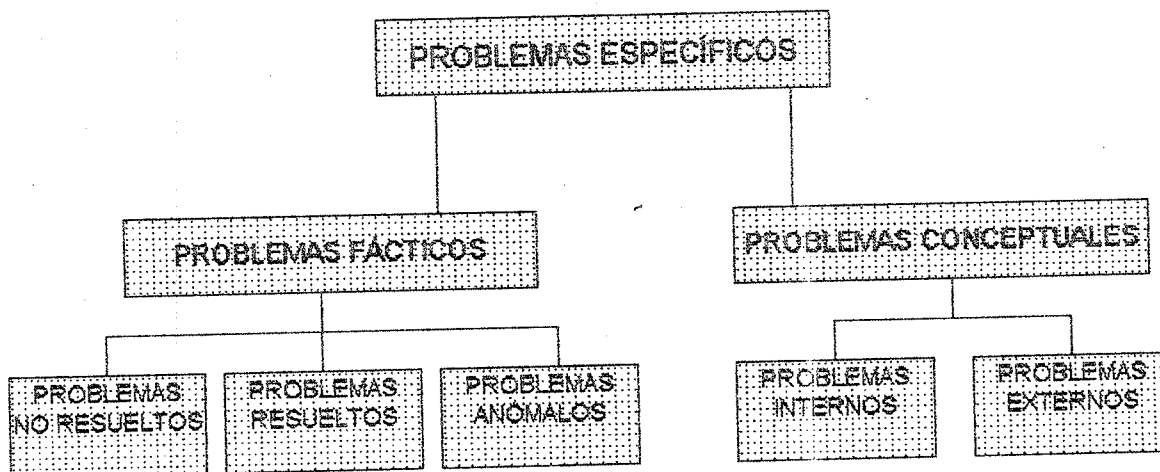 PROBLEMAS ESPECÍFICOS
PROBLEMAS FÁCTICOS
PROBLEMAS CONCEPTUALES
PROBLEMAS
NO RESUELTOS
PROBLEMAS
RESUELTOS
PROBLEMAS
ANÓMALOS
PROBLEMAS
INTERNOS
PROBLEMAS
EXTERNOS